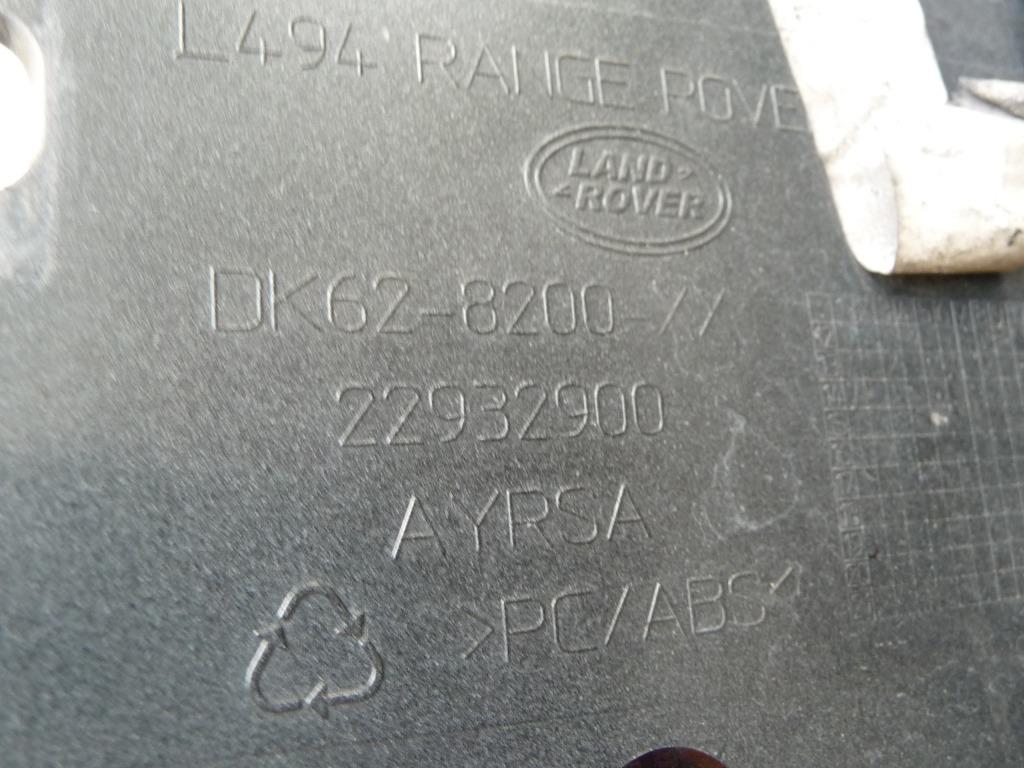 L494 RANGE ROVE
LAND
ROVER
DK62-8200-//
22932900
AYRSA
>PC/ABS<